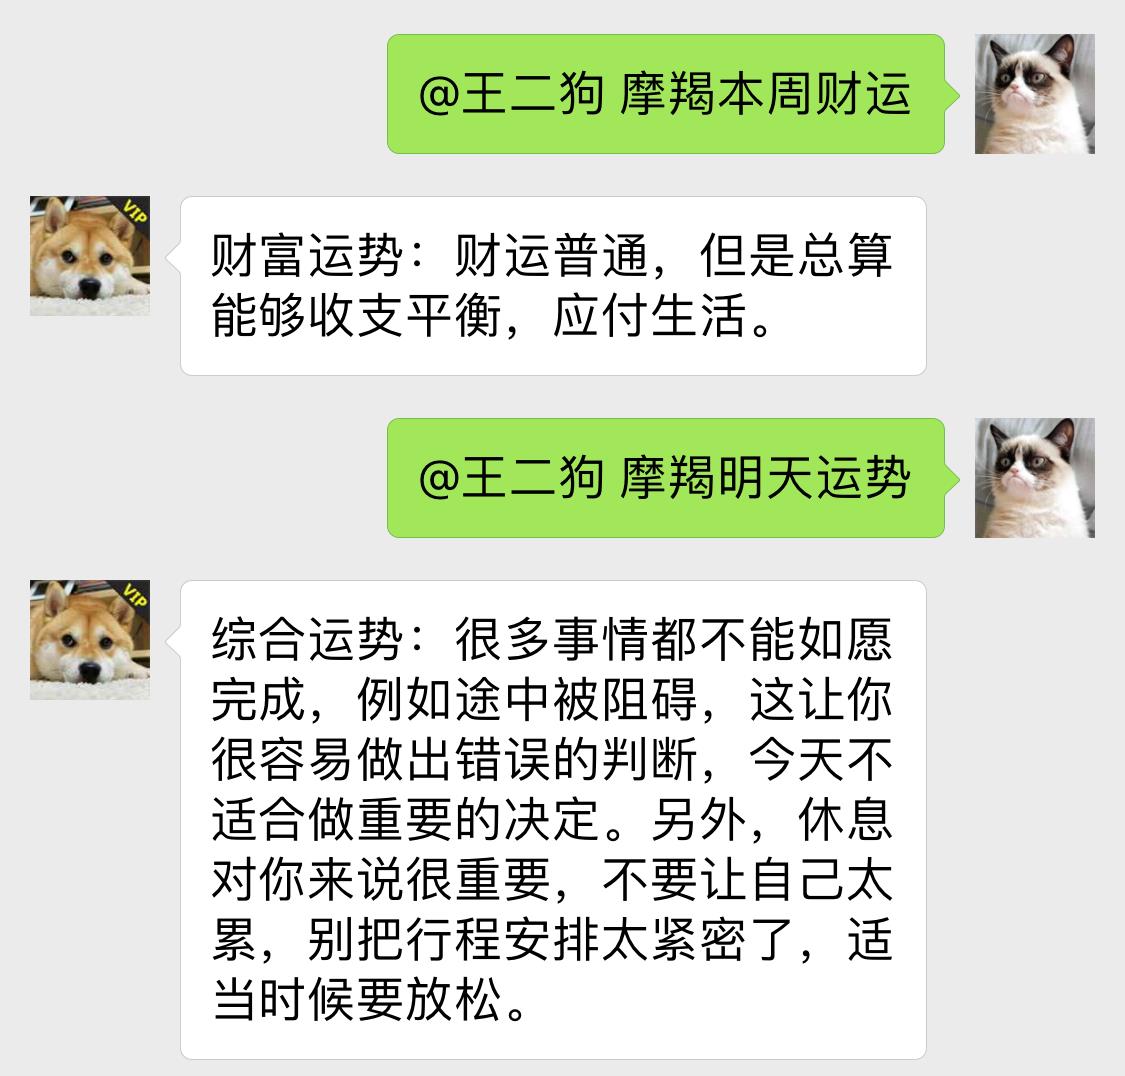 @王二狗 摩羯本周财运
VIP
财富运势：财运普通，但是总算
能够收支平衡，应付生活。
@王二狗 摩羯明天运势
VIP
综合运势：很多事情都不能如愿
完成，例如途中被阻碍，这让你
很容易做出错误的判断，今天不
适合做重要的决定。另外，休息
对你来说很重要，不要让自己太
累，别把行程安排太紧密了，适
当时候要放松。